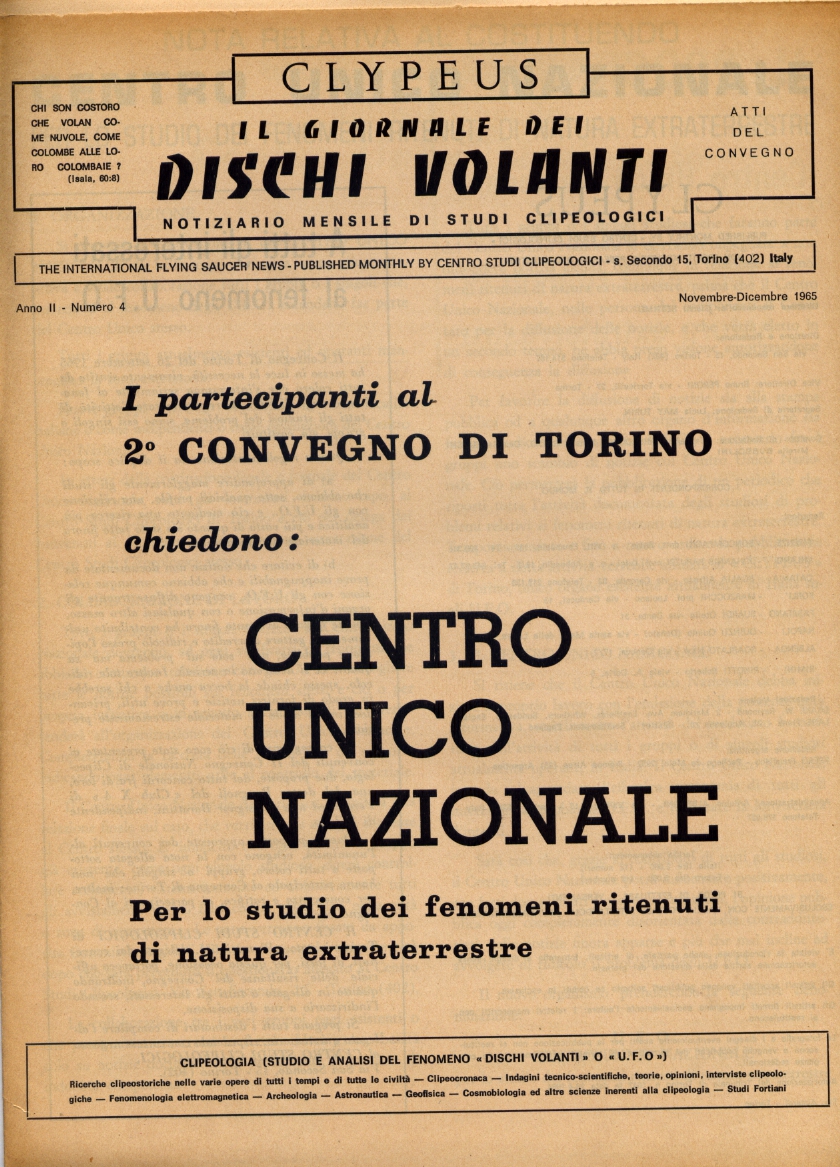 CLYPEUS
CHI SON COSTORO
CHE VOLAN CO-
ME NUVOLE, COME
COLOMBE ALLE LO-
RO COLOMBAIE ?
(Isaia, 60:8)
IL GIORNALE DEI
DISCHI VOLANTI
NOTIZIARIO MENSILE DI STUDI CLIPEOLOGICI
ATTI
DEL
CONVEGNO
THE INTERNATIONAL FLYING SAUCER NEWS - PUBLISHED MONTHLY BY CENTRO STUDI CLIPEOLOGICI - s. Secondo 15, Torino (402) Italy
Anno II - Numero 4
Novembre-Dicembre 1965
I partecipanti al
2º CONVEGNO DI TORINO
chiedono:
CENTRO
UNICO
NAZIONALE
Per lo studio dei fenomeni ritenuti
di natura extraterrestre
CLIPEOLOGIA (STUDIO E ANALISI DEL FENOMENO « DISCHI VOLANTI » O « U.F.O »)
Ricerche clipeostoriche nelle varie opere di tutti i tempi e di tutte le civiltà — Clipeocronaca — Indagini tecnico-scientifiche, teorie, opinioni, interviste clipeolo-
giche — Fenomenologia elettromagnetica — Archeologia — Astronautica — Geofisica — Cosmobiologia ed altre scienze inerenti alla clipeologia — Studi Fortiani